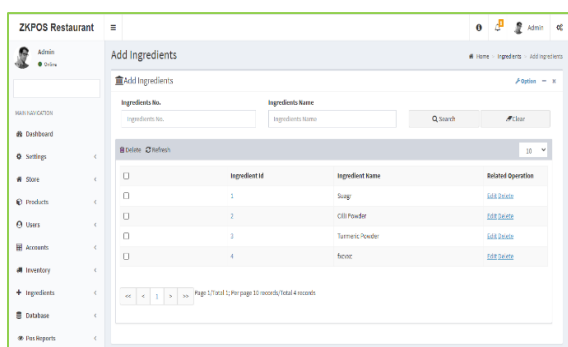 ZKPOS Restaurant
Admin
Admin
Online
Add Ingredients
Home > Ingredients > Add Ingredients
Add Ingredients
Option
MAIN NAVIGATION
Dashboard
Settings
Store
Products
Users
Accounts
Inventory
Ingredients
Database
Pos Reports
Ingredients No.
Ingredients Name
Ingredients No.
Ingredients Name
Search
Clear
Delete Refresh
10
Ingredient Id Ingredient Name Related Operation
1 Suagr Edit Delete
2 Edit Delete
3 Turmeric Powder Edit Delete
4 Edit Delete
<< < 1 > >> Page 1/Total 1; Per page 10 records/Total 4 records